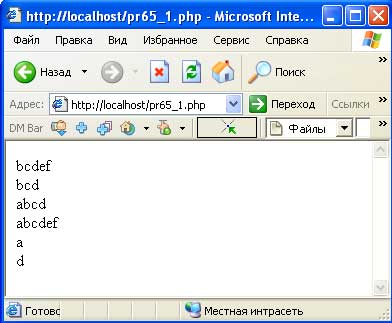 http://localhost/pr65_1.php - Microsoft Inte...
Файл Правка Вид Избранное Сервис Справка »
Назад Поиск »
Адрес: http://localhost/pr65_1.php Переход Ссылки »
DM Bar Файлы »
bcdef
bcd
abcd
abcdef
a
d
Готово Местная интрасеть